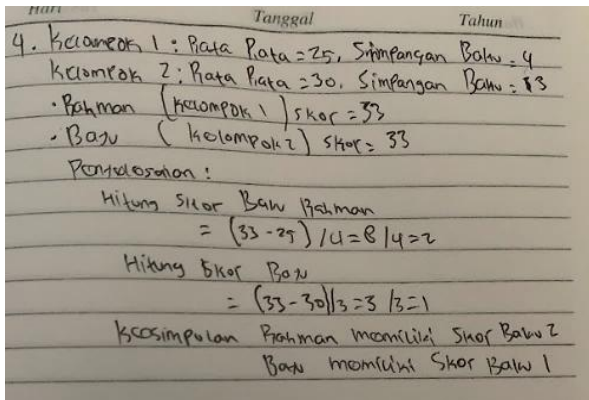 Hari Tanggal Tahun
4. Kelompok 1 : Rata Rata = 25, Simpangan Baku = 4
Kelompok 2 : Rata Rata = 30, Simpangan Baku = 3
• Rahman (Kelompok 1) skor = 33
• Bayu (Kelompok 2) skor = 33
Penyelesaian :
Hitung Skor Baku Rahman
= (33 - 25) / 4 = 8 / 4 = 2
Hitung Skor Bayu
= (33 - 30) / 3 = 3 / 3 = 1
Kesimpulan Rahman memiliki Skor Baku 2
Bayu memiliki Skor Baku 1